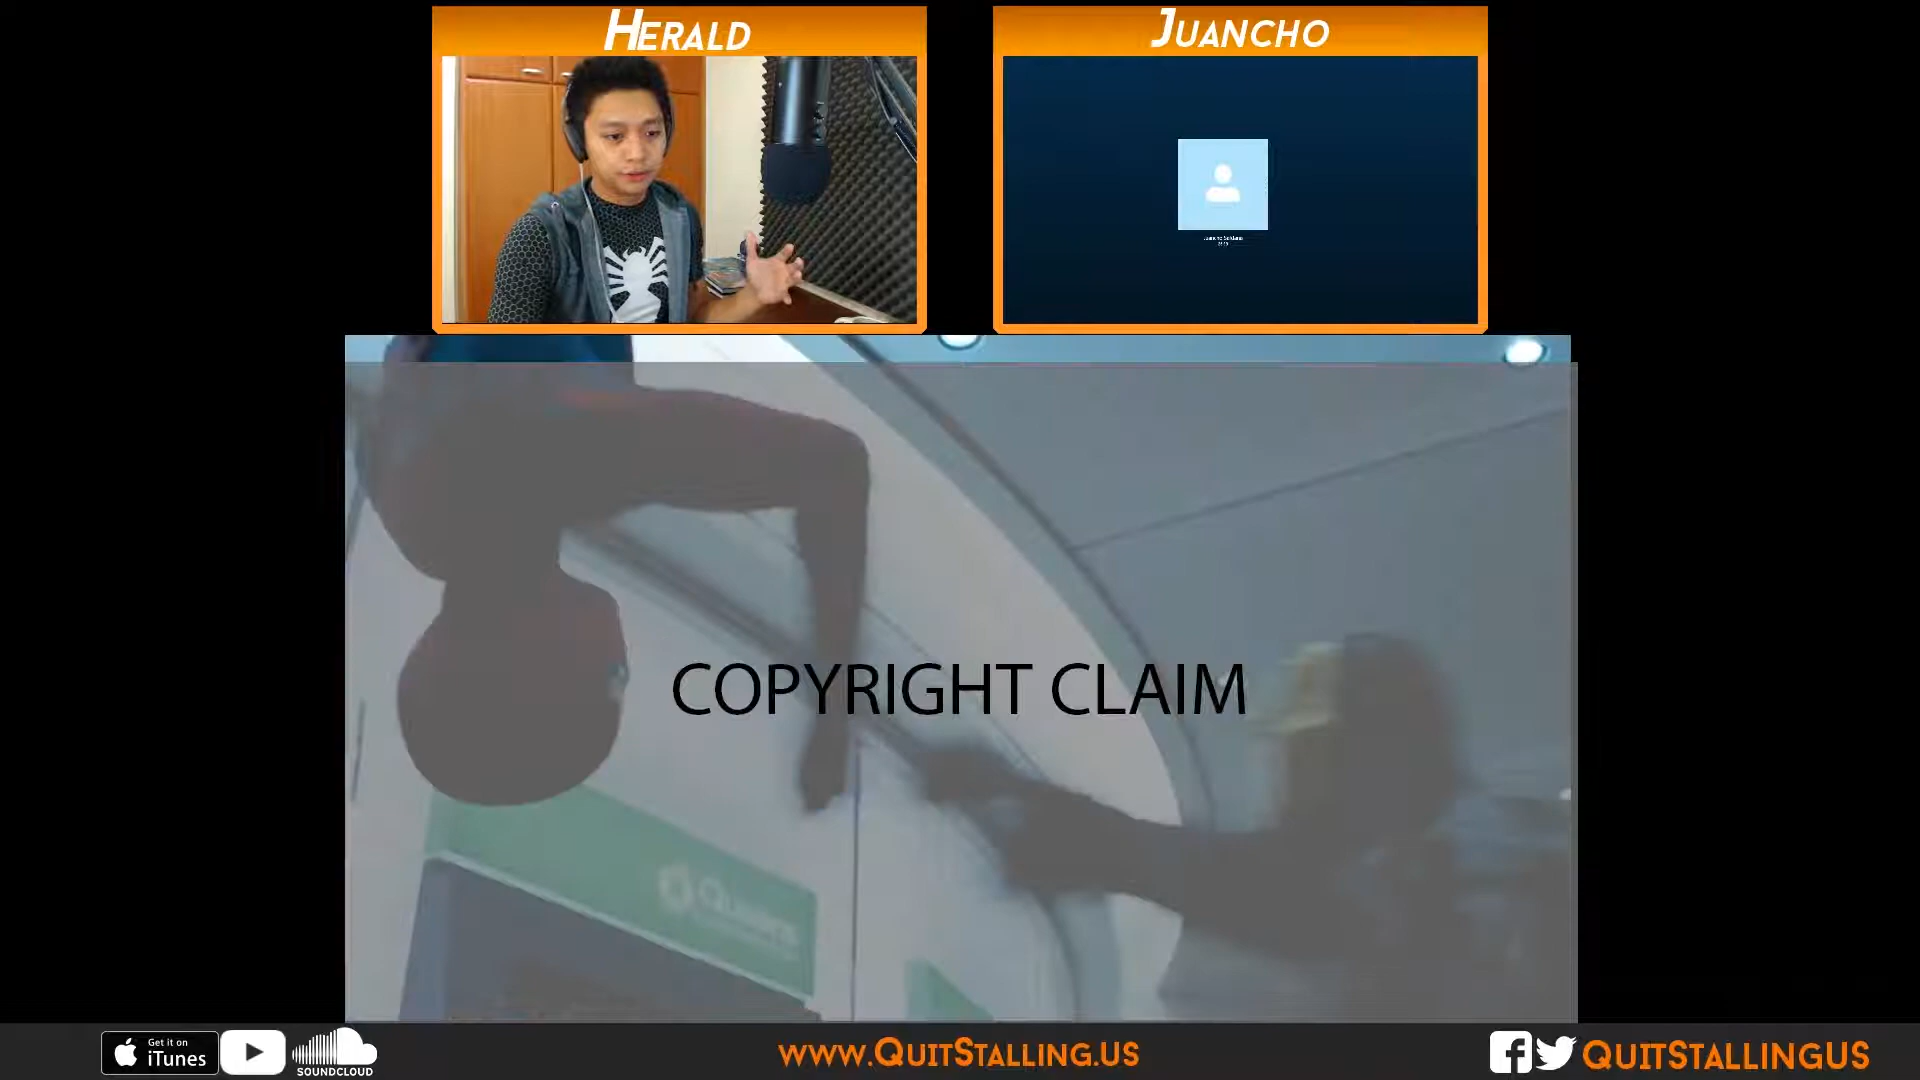 HERALD
JUANCHO
COPYRIGHT CLAIM
Get it on
iTunes
SOUNDCLOUD
www.QuitStalling.us
QuitStallingUS